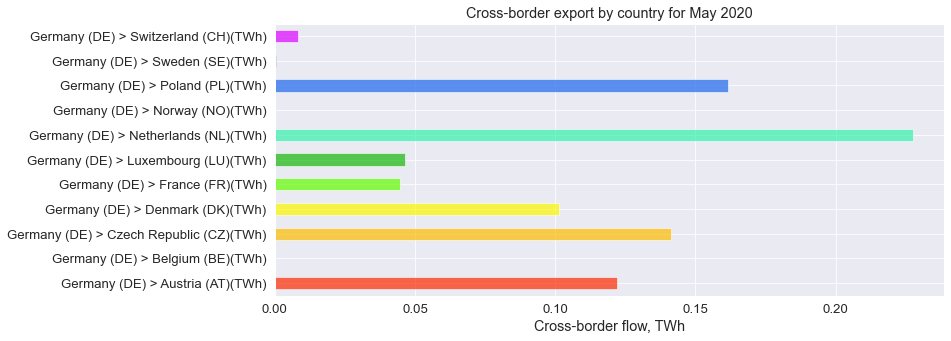 Cross-border export by country for May 2020
Germany (DE) > Switzerland (CH)(TWh)
Germany (DE) > Sweden (SE)(TWh)
Germany (DE) > Poland (PL)(TWh)
Germany (DE) > Norway (NO)(TWh)
Germany (DE) > Netherlands (NL)(TWh)
Germany (DE) > Luxembourg (LU)(TWh)
Germany (DE) > France (FR)(TWh)
Germany (DE) > Denmark (DK)(TWh)
Germany (DE) > Czech Republic (CZ)(TWh)
Germany (DE) > Belgium (BE)(TWh)
Germany (DE) > Austria (AT)(TWh)
0.00 0.05 0.10 0.15 0.20
Cross-border flow, TWh